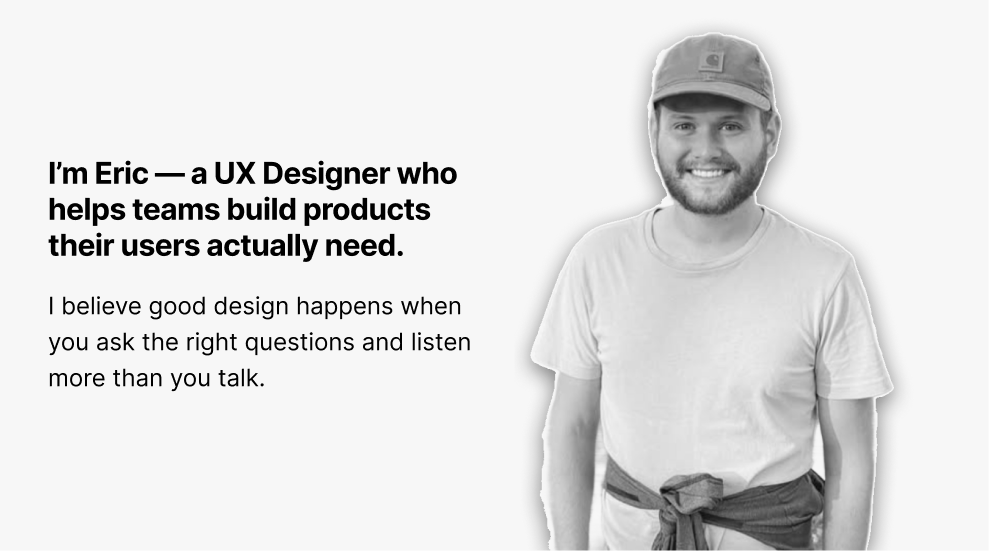 I’m Eric — a UX Designer who
helps teams build products
their users actually need.
I believe good design happens when
you ask the right questions and listen
more than you talk.